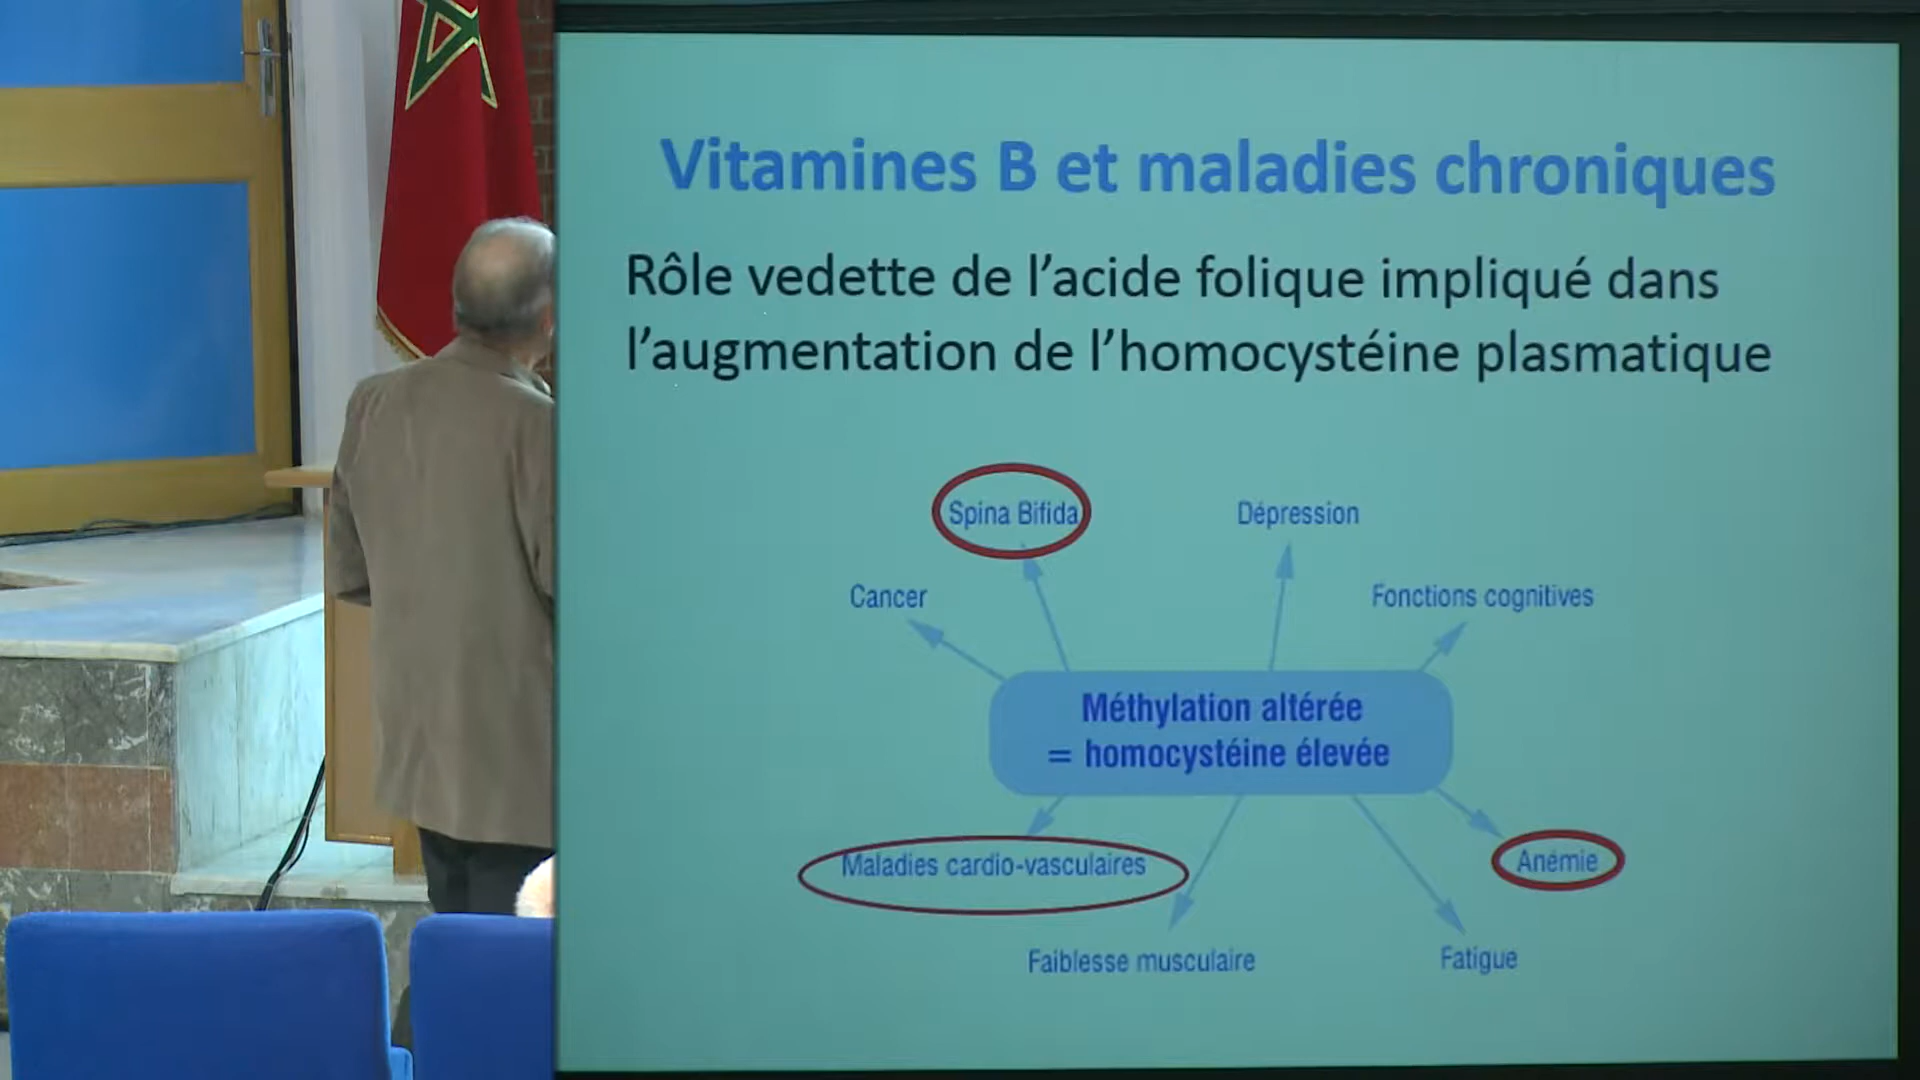 Vitamines B et maladies chroniques
Rôle vedette de l'acide folique impliqué dans
l'augmentation de l'homocystéine plasmatique
Spina Bifida
Dépression
Cancer
Fonctions cognitives
Méthylation altérée
= homocystéine élevée
Maladies cardio-vasculaires
Anémie
Faiblesse musculaire
Fatigue